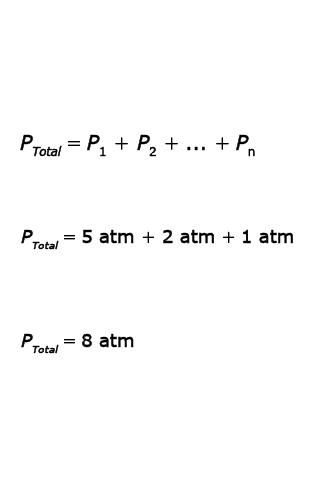 P_Total = P_1 + P_2 + ... + P_n
P_Total = 5 atm + 2 atm + 1 atm
P_Total = 8 atm